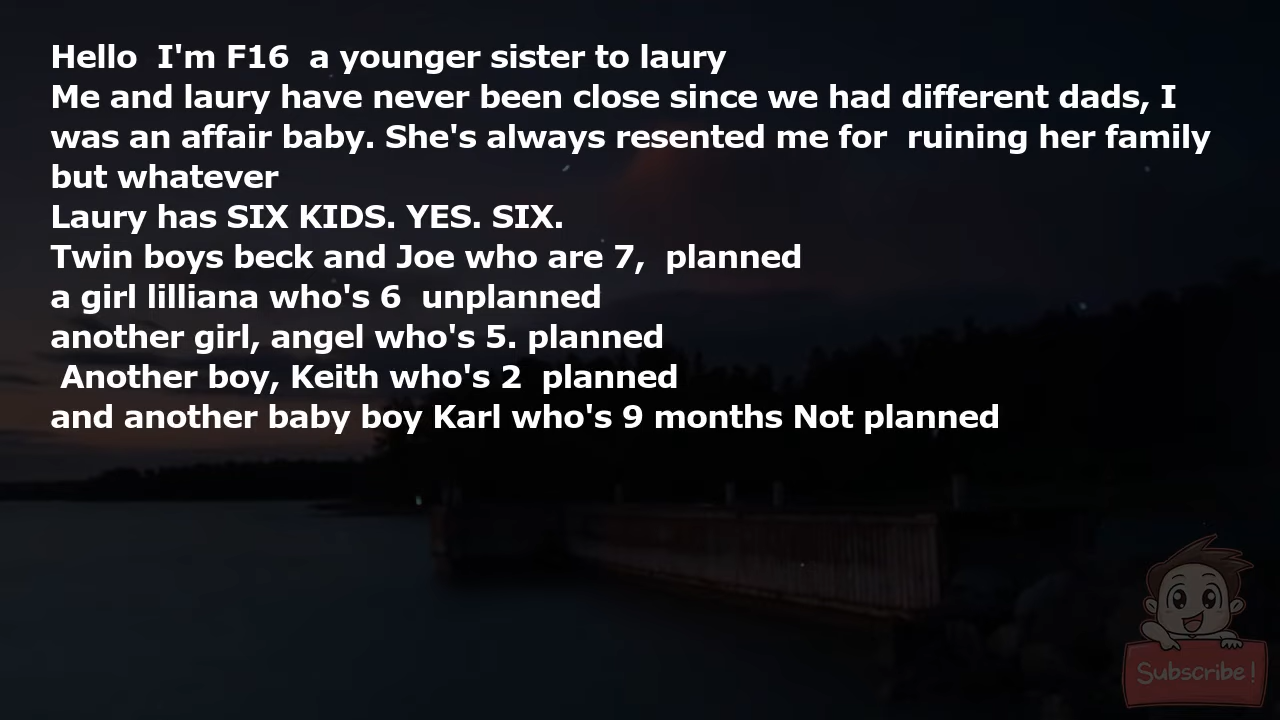 Hello  I'm F16  a younger sister to laury
Me and laury have never been close since we had different dads, I
was an affair baby. She's always resented me for  ruining her family
but whatever
Laury has SIX KIDS. YES. SIX.
Twin boys beck and Joe who are 7,  planned
a girl lilliana who's 6  unplanned
another girl, angel who's 5. planned
Another boy, Keith who's 2  planned
and another baby boy Karl who's 9 months Not planned
Subscribe!